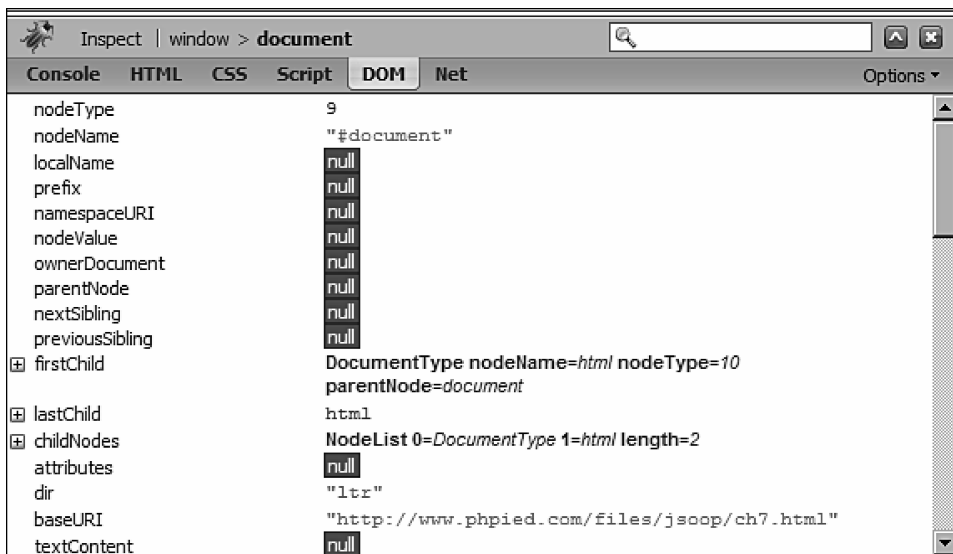 Inspect | window > document
Console HTML CSS Script DOM Net Options
nodeType 9
nodeName "#document"
localName null
prefix null
namespaceURI null
nodeValue null
ownerDocument null
parentNode null
nextSibling null
previousSibling null
firstChild DocumentType nodeName=html nodeType=10
parentNode=document
lastChild html
childNodes NodeList 0=DocumentType 1=html length=2
attributes null
dir "ltr"
baseURI "http://www.phpied.com/files/jsoop/ch7.html"
textContent null